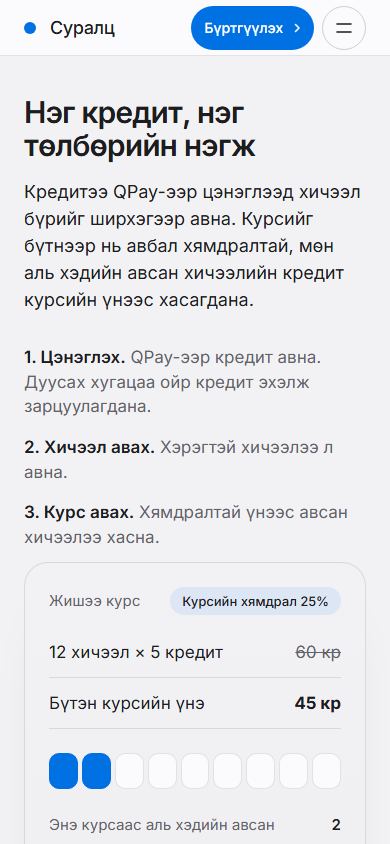 Суралц
Бүртгүүлэх
Нэг кредит, нэг
төлбөрийн нэгж
Кредитээ QPay-ээр цэнэглээд хичээл
бүрийг ширхэгээр авна. Курсийг
бүтнээр нь авбал хямдралтай, мөн
аль хэдийн авсан хичээлийн кредит
курсийн үнээс хасагдана.
1. Цэнэглэх. QPay-ээр кредит авна.
Дуусах хугацаа ойр кредит эхэлж
зарцуулагдана.
2. Хичээл авах. Хэрэгтэй хичээлээ л
авна.
3. Курс авах. Хямдралтай үнээс авсан
хичээлээ хасна.
Жишээ курс
Курсийн хямдрал 25%
12 хичээл × 5 кредит 60 кр
Бүтэн курсийн үнэ 45 кр
Энэ курсаас аль хэдийн авсан 2